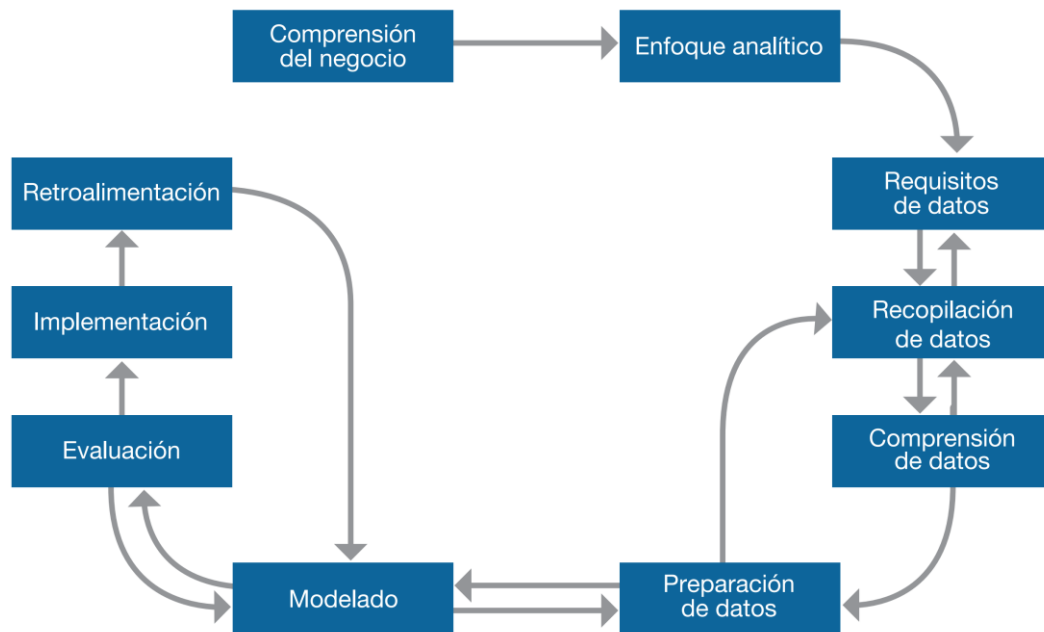 Comprensión
del negocio
Enfoque analítico
Requisitos
de datos
Recopilación
de datos
Comprensión
de datos
Preparación
de datos
Modelado
Evaluación
Implementación
Retroalimentación